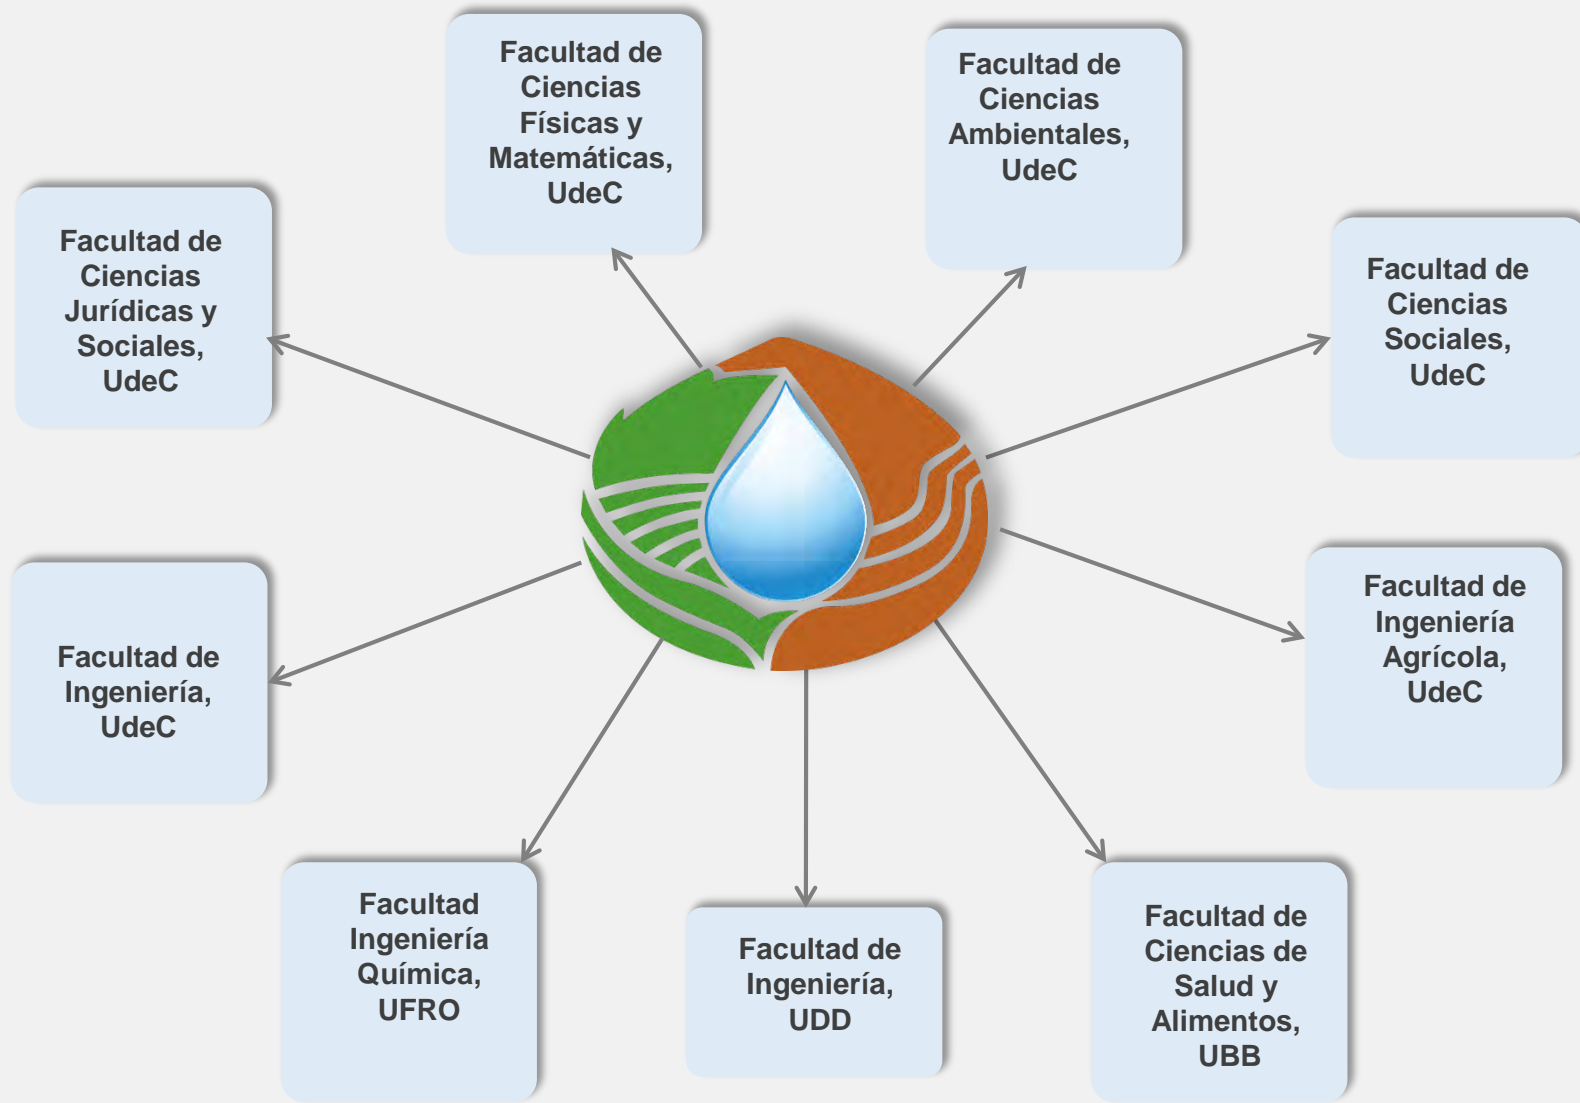 Facultad de
Ciencias
Físicas y
Matemáticas,
UdeC
Facultad de
Ciencias
Ambientales,
UdeC
Facultad de
Ciencias
Jurídicas y
Sociales,
UdeC
Facultad de
Ciencias
Sociales,
UdeC
Facultad de
Ingeniería,
UdeC
Facultad de
Ingeniería
Agrícola,
UdeC
Facultad
Ingeniería
Química,
UFRO
Facultad de
Ingeniería,
UDD
Facultad de
Ciencias de
Salud y
Alimentos,
UBB